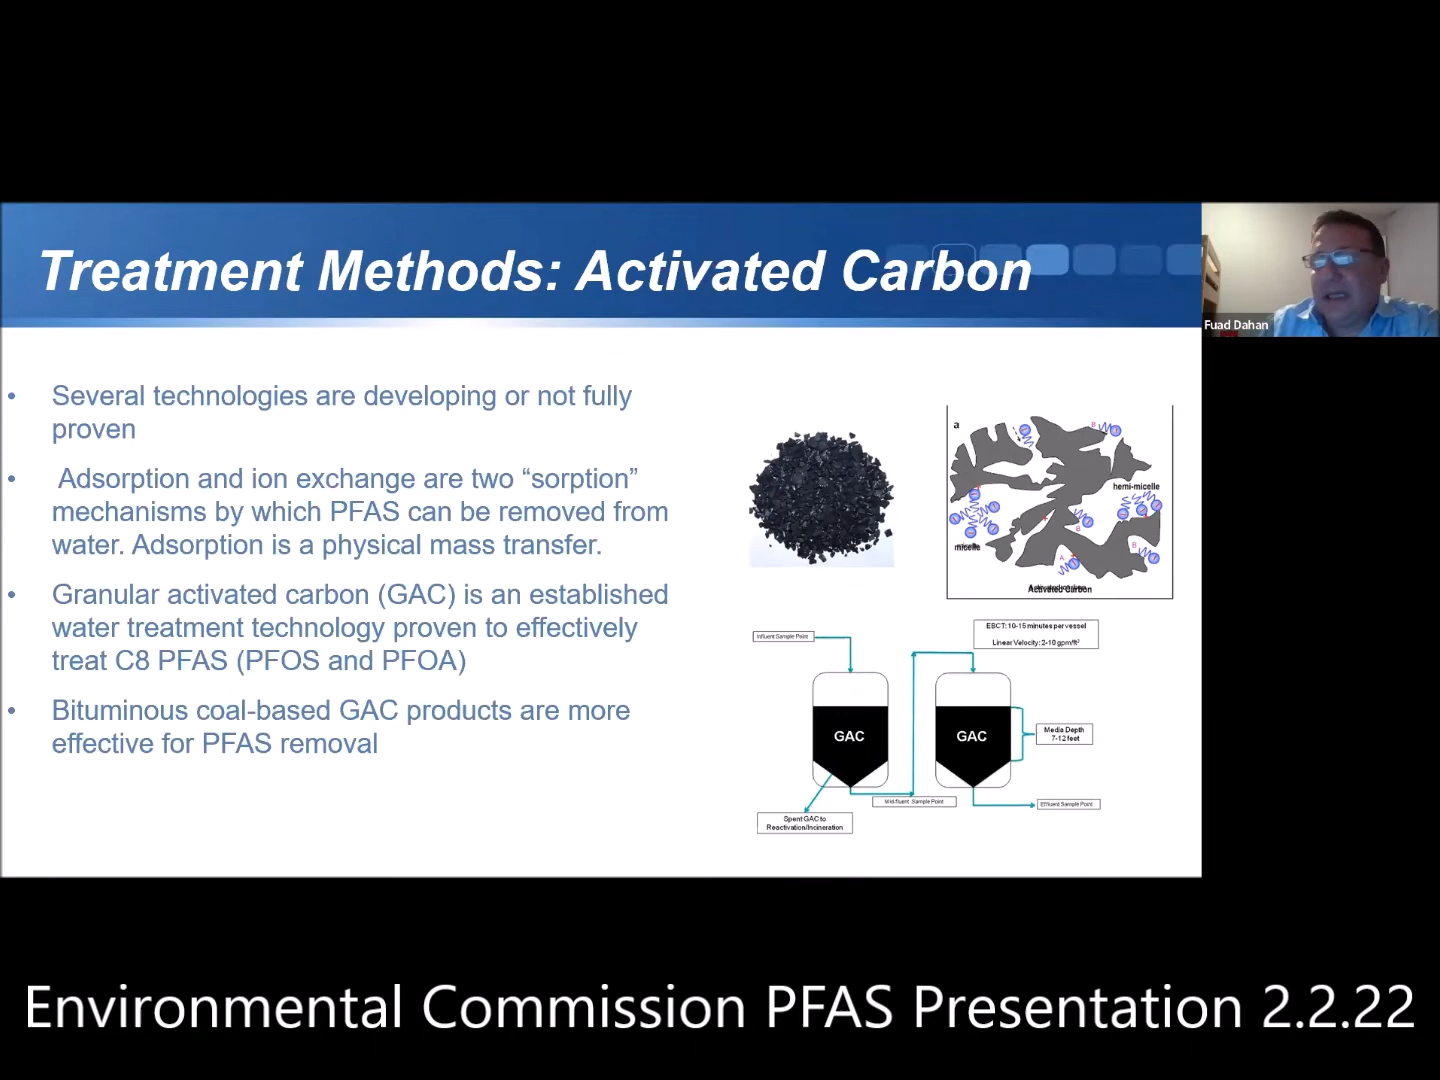 Treatment Methods: Activated Carbon
Fuad Dahan
• Several technologies are developing or not fully
proven
• Adsorption and ion exchange are two “sorption”
mechanisms by which PFAS can be removed from
water. Adsorption is a physical mass transfer.
• Granular activated carbon (GAC) is an established
water treatment technology proven to effectively
treat C8 PFAS (PFOS and PFOA)
• Bituminous coal-based GAC products are more
effective for PFAS removal
a
B
hemi-micelle
micelle
B
A
B
Activated Carbon
EBCT: 10-15 minutes per vessel
Linear Velocity: 2-10 gpm/ft²
Influent Sample Point
GAC
GAC
Media Depth
7-12 feet
Mid-fluent Sample Point
Effluent Sample Point
Spent GAC to
Reactivation/Incineration
Environmental Commission PFAS Presentation 2.2.22